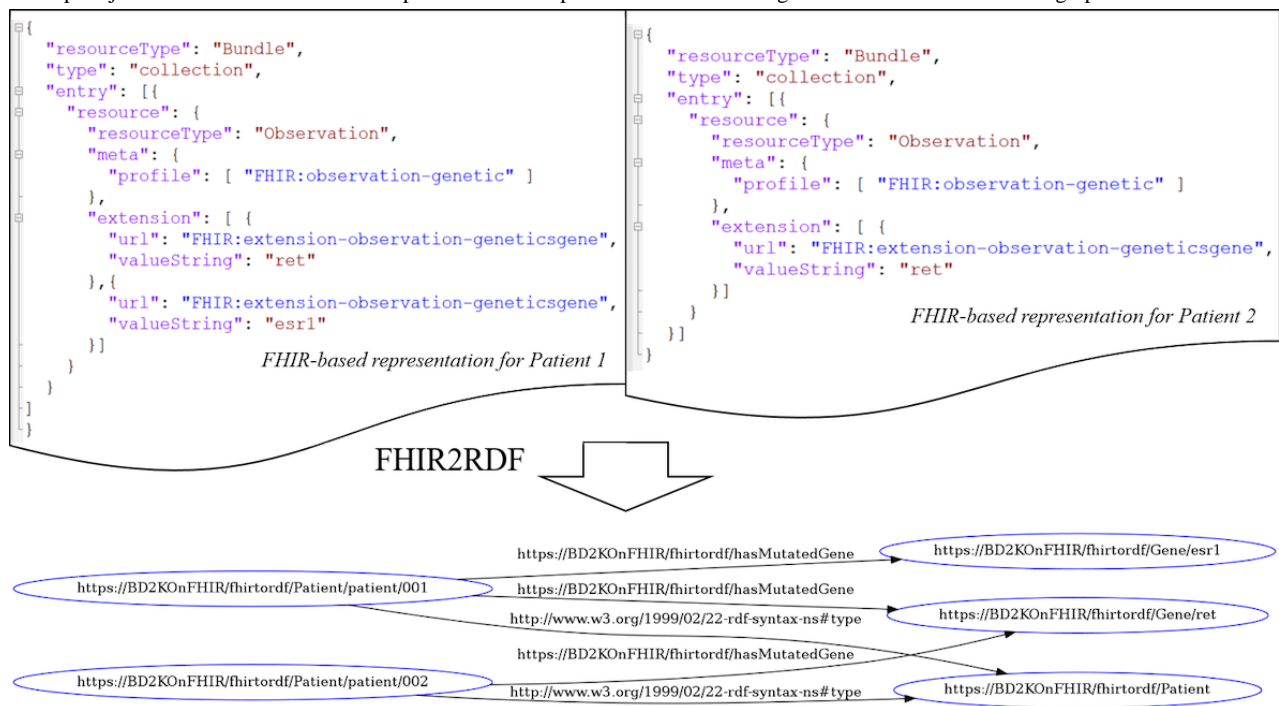 {
"resourceType": "Bundle",
"type": "collection",
"entry": [{
"resource": {
"resourceType": "Observation",
"meta": {
"profile": [ "FHIR:observation-genetic" ]
},
"extension": [ {
"url": "FHIR:extension-observation-geneticsgene",
"valueString": "ret"
},{
"url": "FHIR:extension-observation-geneticsgene",
"valueString": "esr1"
}]
}
}
]
}
FHIR-based representation for Patient 1
{
"resourceType": "Bundle",
"type": "collection",
"entry": [{
"resource": {
"resourceType": "Observation",
"meta": {
"profile": [ "FHIR:observation-genetic" ]
},
"extension": [ {
"url": "FHIR:extension-observation-geneticsgene",
"valueString": "ret"
}]
}
}]
}
FHIR-based representation for Patient 2
FHIR2RDF
https://BD2KOnFHIR/fhirtordf/hasMutatedGene
https://BD2KOnFHIR/fhirtordf/Gene/esr1
https://BD2KOnFHIR/fhirtordf/Patient/patient/001
https://BD2KOnFHIR/fhirtordf/hasMutatedGene
http://www.w3.org/1999/02/22-rdf-syntax-ns#type
https://BD2KOnFHIR/fhirtordf/Gene/ret
https://BD2KOnFHIR/fhirtordf/hasMutatedGene
https://BD2KOnFHIR/fhirtordf/Patient/patient/002
http://www.w3.org/1999/02/22-rdf-syntax-ns#type
https://BD2KOnFHIR/fhirtordf/Patient